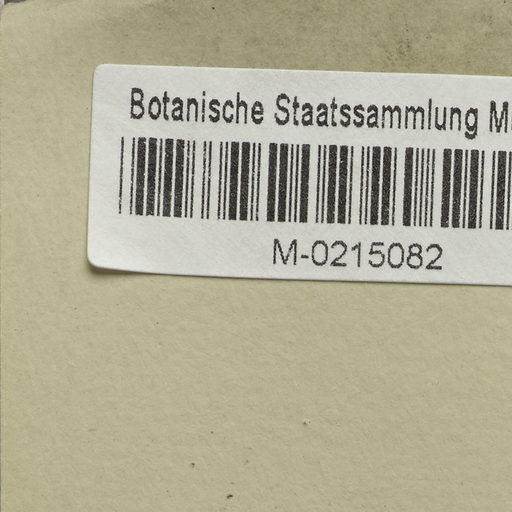 Botanische Staatssammlung
M-0215082